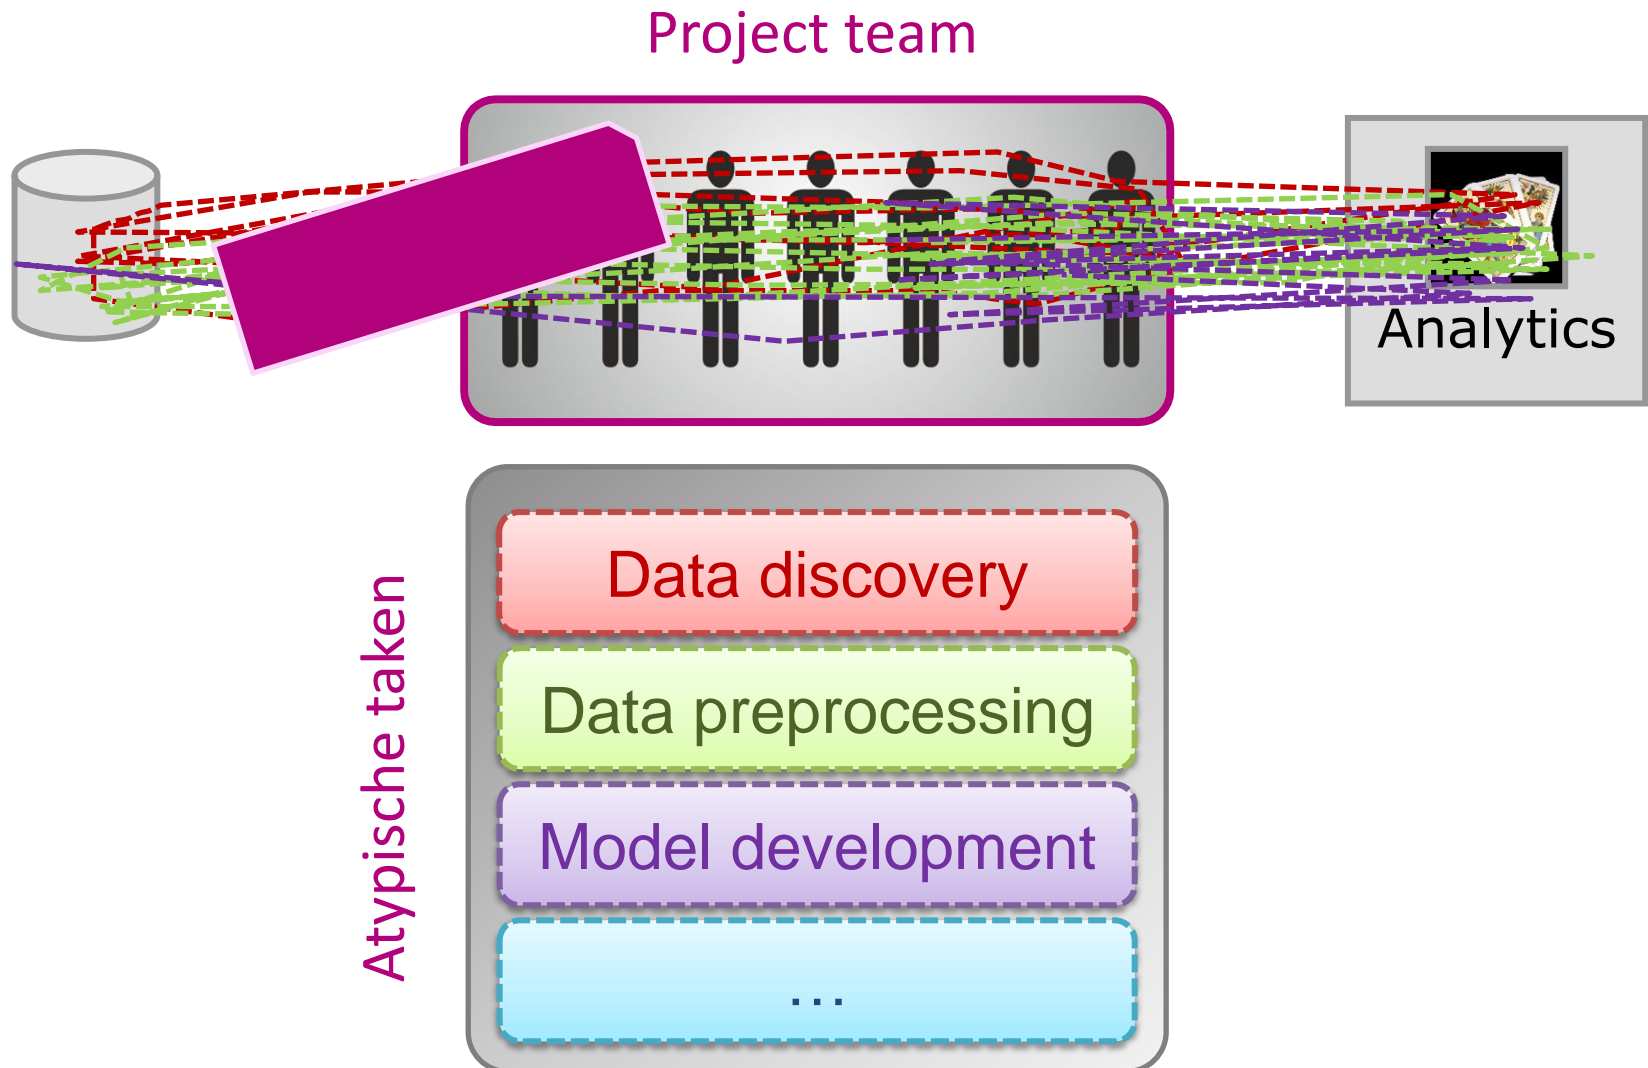 Project team
Analytics
Atypische taken
Data discovery
Data preprocessing
Model development
...